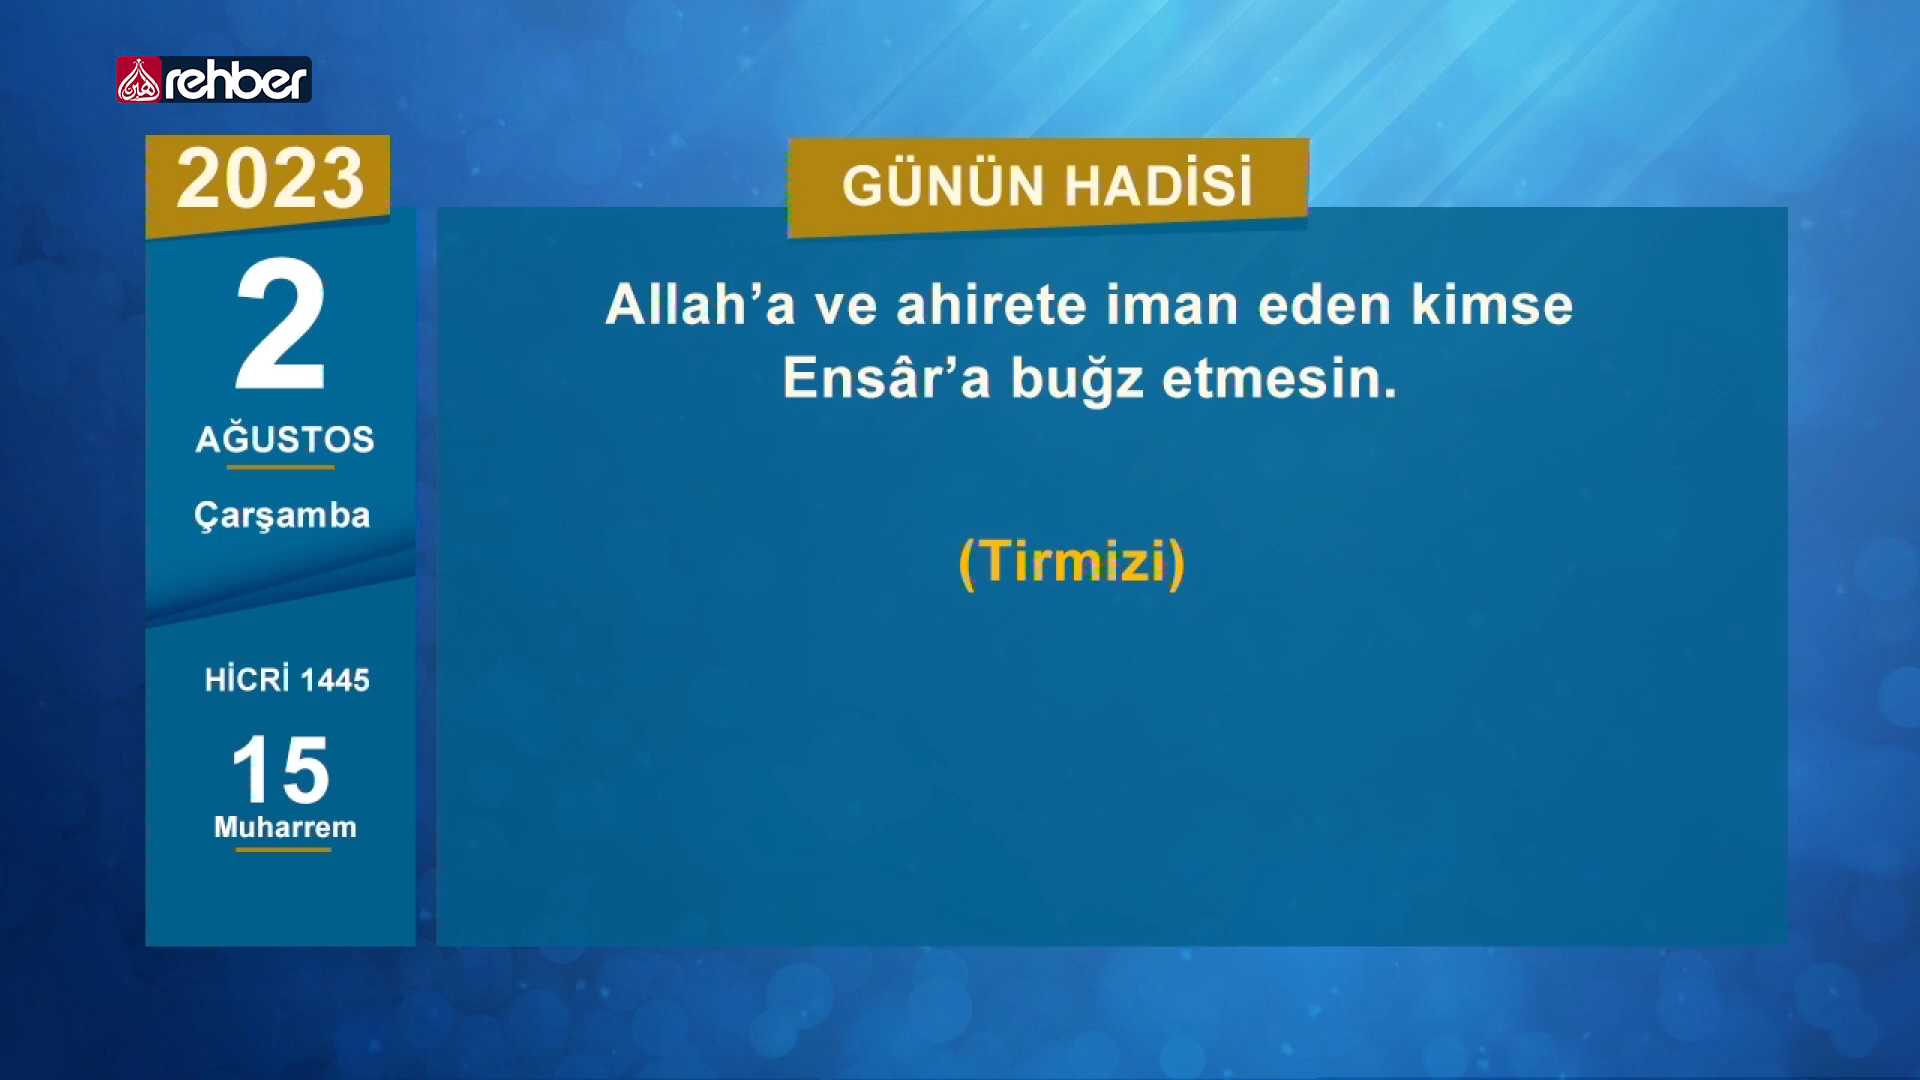 rehber
2023
2
AĞUSTOS
Çarşamba
HİCRİ 1445
15
Muharrem
GÜNÜN HADİSİ
Allah’a ve ahirete iman eden kimse
Ensâr’a buğz etmesin.
(Tirmizi)